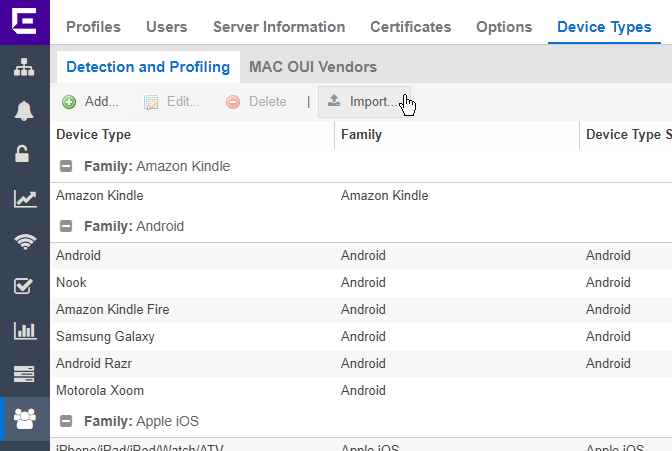 Profiles Users Server Information Certificates Options Device Types
Detection and Profiling MAC OUI Vendors
Add... Edit... Delete | Import...
Device Type Family Device Type S
Family: Amazon Kindle
Amazon Kindle Amazon Kindle
Family: Android
Android Android Android
Nook Android Android
Amazon Kindle Fire Android Android
Samsung Galaxy Android Android
Android Razr Android Android
Motorola Xoom Android
Family: Apple iOS
iPhone/iPad/iPod/Watch/ATV Apple iOS Apple iOS